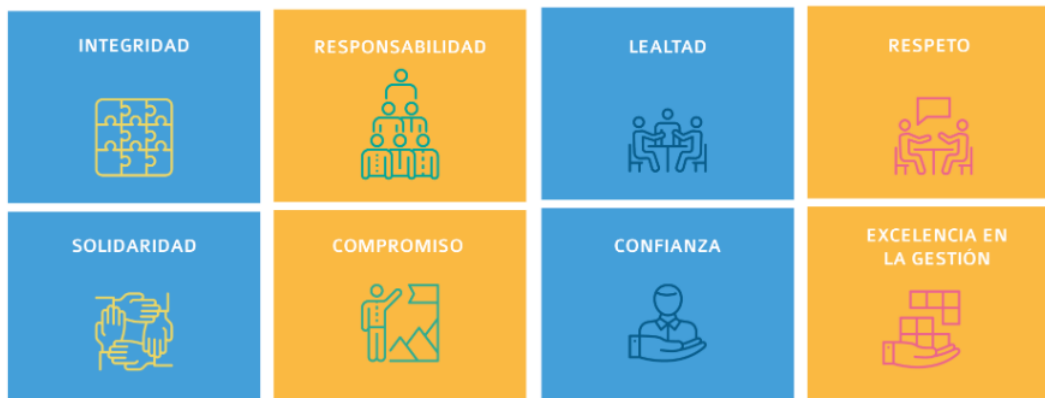 INTEGRIDAD
RESPONSABILIDAD
LEALTAD
RESPETO
SOLIDARIDAD
COMPROMISO
CONFIANZA
EXCELENCIA EN
LA GESTIÓN